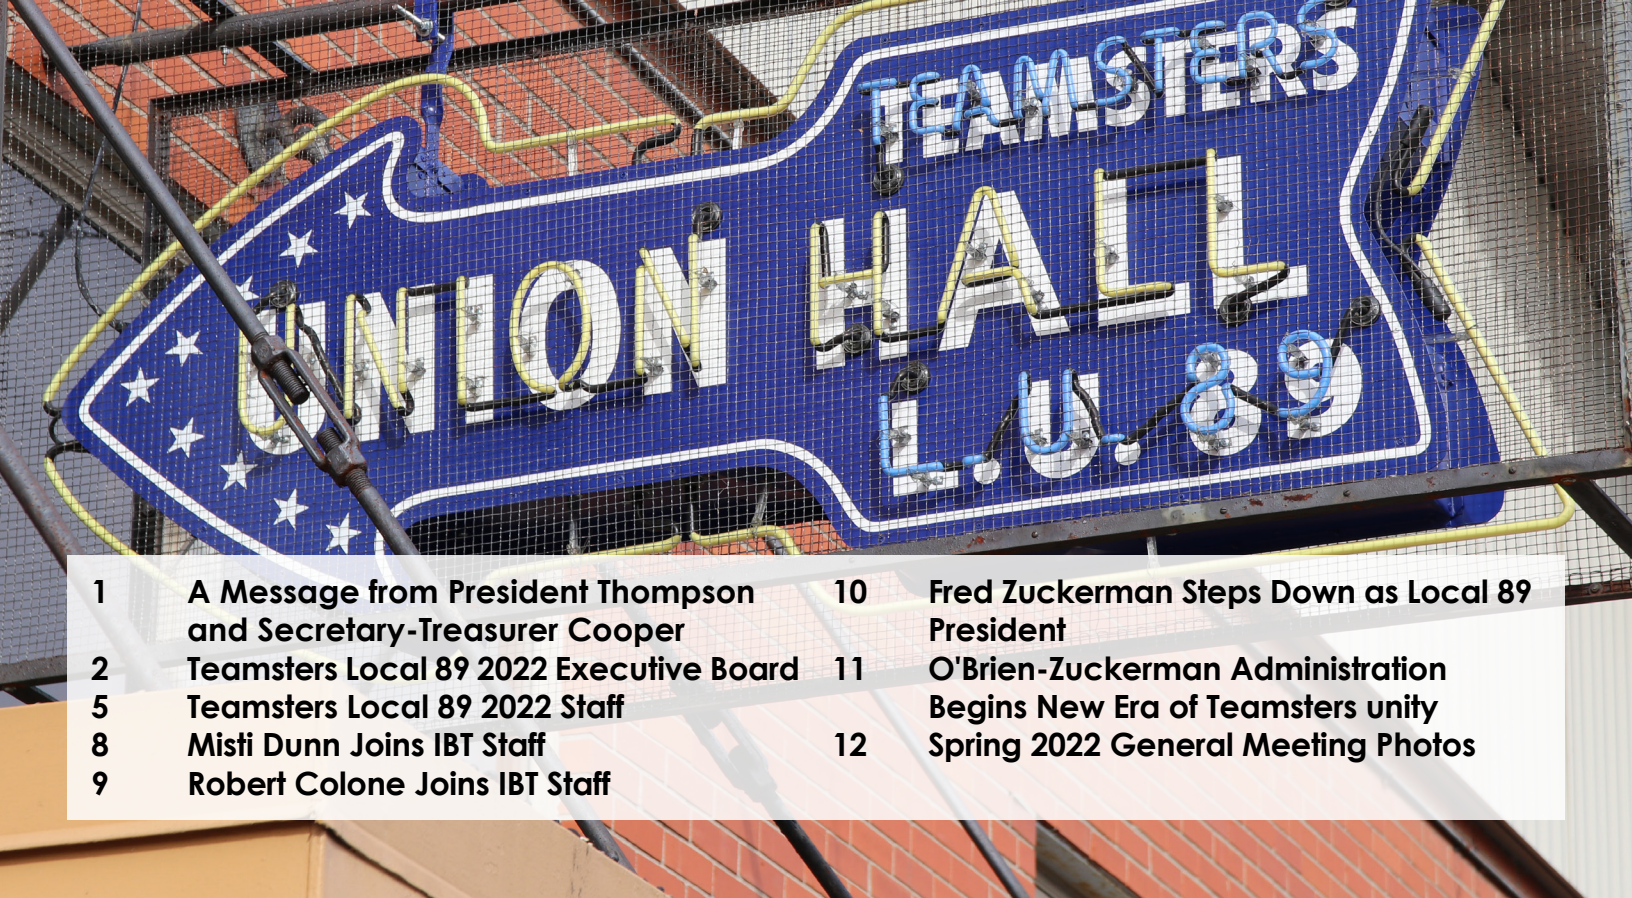 TEAMSTERS
UNION HALL
L.U. 89
1 A Message from President Thompson
and Secretary-Treasurer Cooper
2 Teamsters Local 89 2022 Executive Board
5 Teamsters Local 89 2022 Staff
8 Misti Dunn Joins IBT Staff
9 Robert Colone Joins IBT Staff
10 Fred Zuckerman Steps Down as Local 89
President
11 O'Brien-Zuckerman Administration
Begins New Era of Teamsters unity
12 Spring 2022 General Meeting Photos